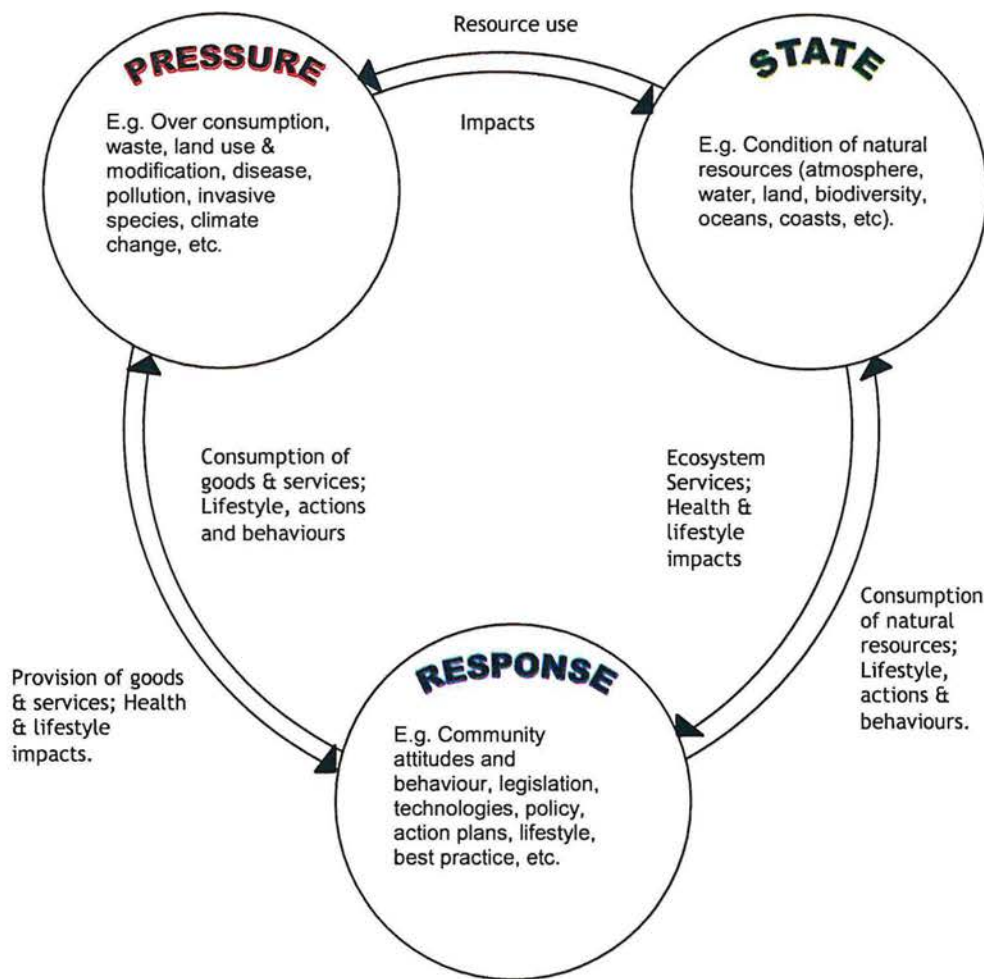 Resource use
PRESSURE
STATE
Impacts
E.g. Over consumption,
waste, land use &
modification, disease,
pollution, invasive
species, climate
change, etc.
E.g. Condition of natural
resources (atmosphere,
water, land, biodiversity,
oceans, coasts, etc).
Consumption of
goods & services;
Lifestyle, actions
and behaviours
Ecosystem
Services;
Health &
lifestyle
impacts
Consumption
of natural
resources;
Lifestyle,
actions &
behaviours.
Provision of goods
& services; Health
& lifestyle
impacts.
RESPONSE
E.g. Community
attitudes and
behaviour, legislation,
technologies, policy,
action plans, lifestyle,
best practice, etc.